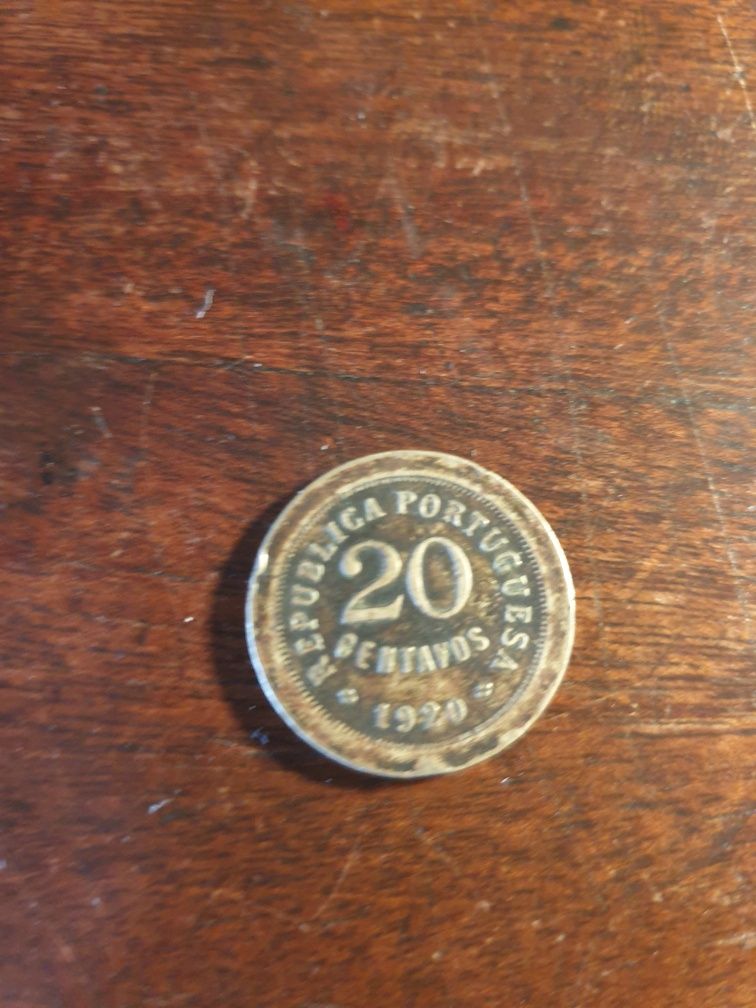 REPUBLICA PORTUGUESA
20
CENTAVOS
1920